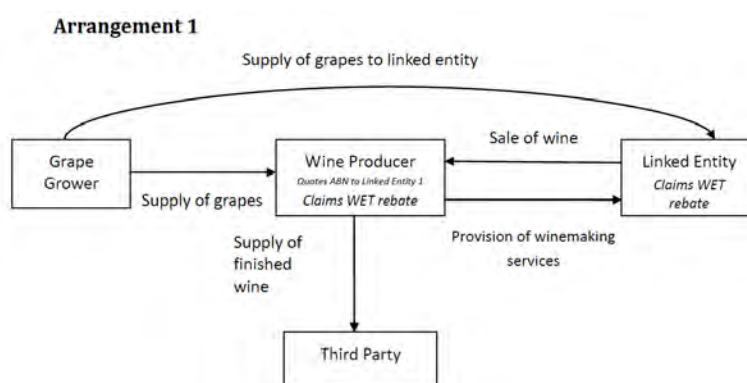 Arrangement 1
Supply of grapes to linked entity
Grape
Grower
Supply of grapes
Wine Producer
Quotes ABN to Linked Entity 1
Claims WET rebate
Sale of wine
Linked Entity
Claims WET
rebate
Provision of winemaking
services
Supply of
finished
wine
Third Party